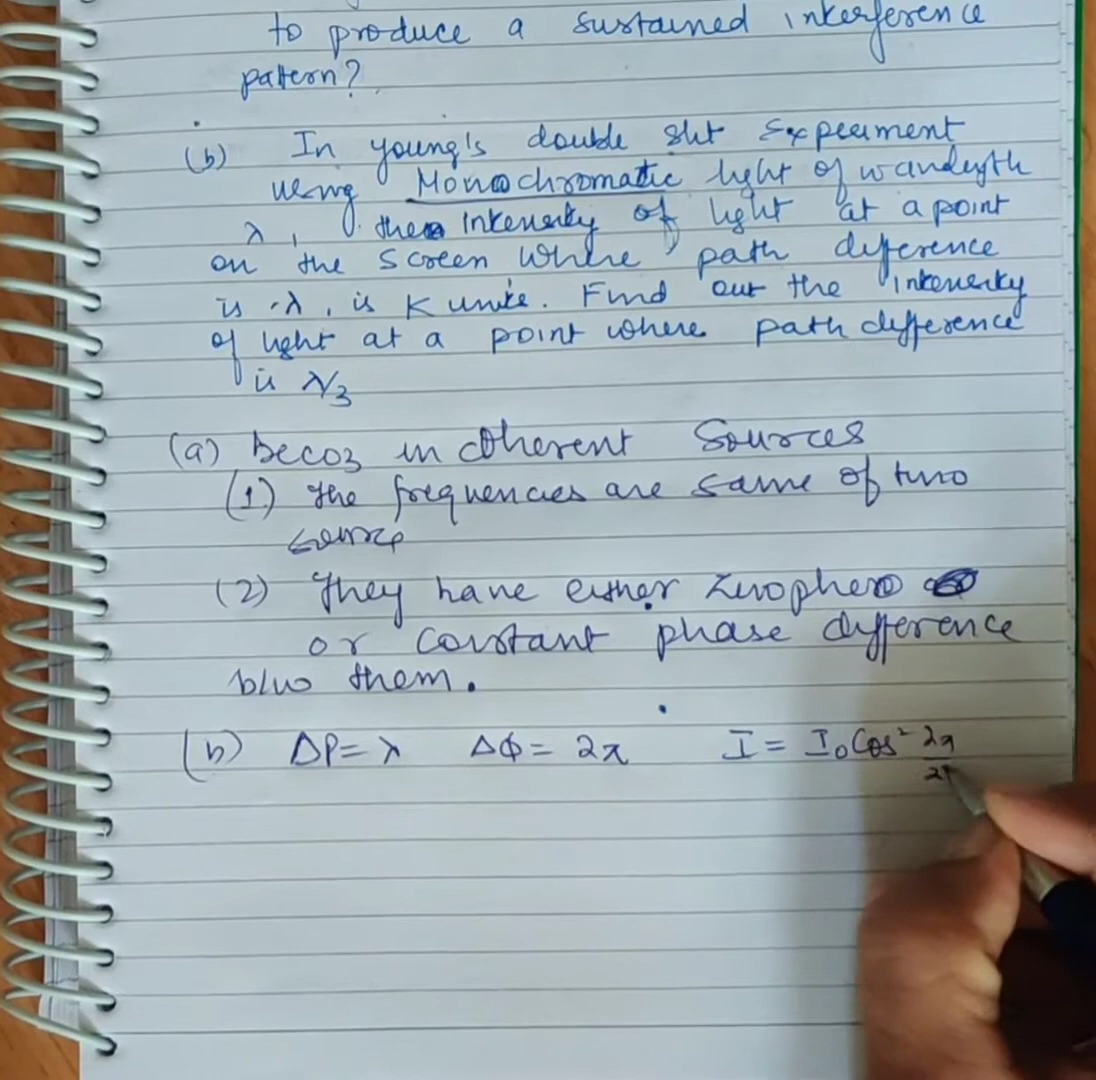 to produce a sustained interference
pattern?
(b) In young's double slit Experiment
using Monochromatic light of wavelength
λ, the intensity of light at a point
on the screen where path difference
is λ, is K units. Find out the intensity
of light at a point where path difference
is λ/3
(a) Becoz in coherent Sources
(1) The frequencies are same of two
source
(2) They have either zero phase
or constant phase difference
b/w them.
(b) ΔP = λ Δφ = 2π I = I₀ Cos² 2π/2